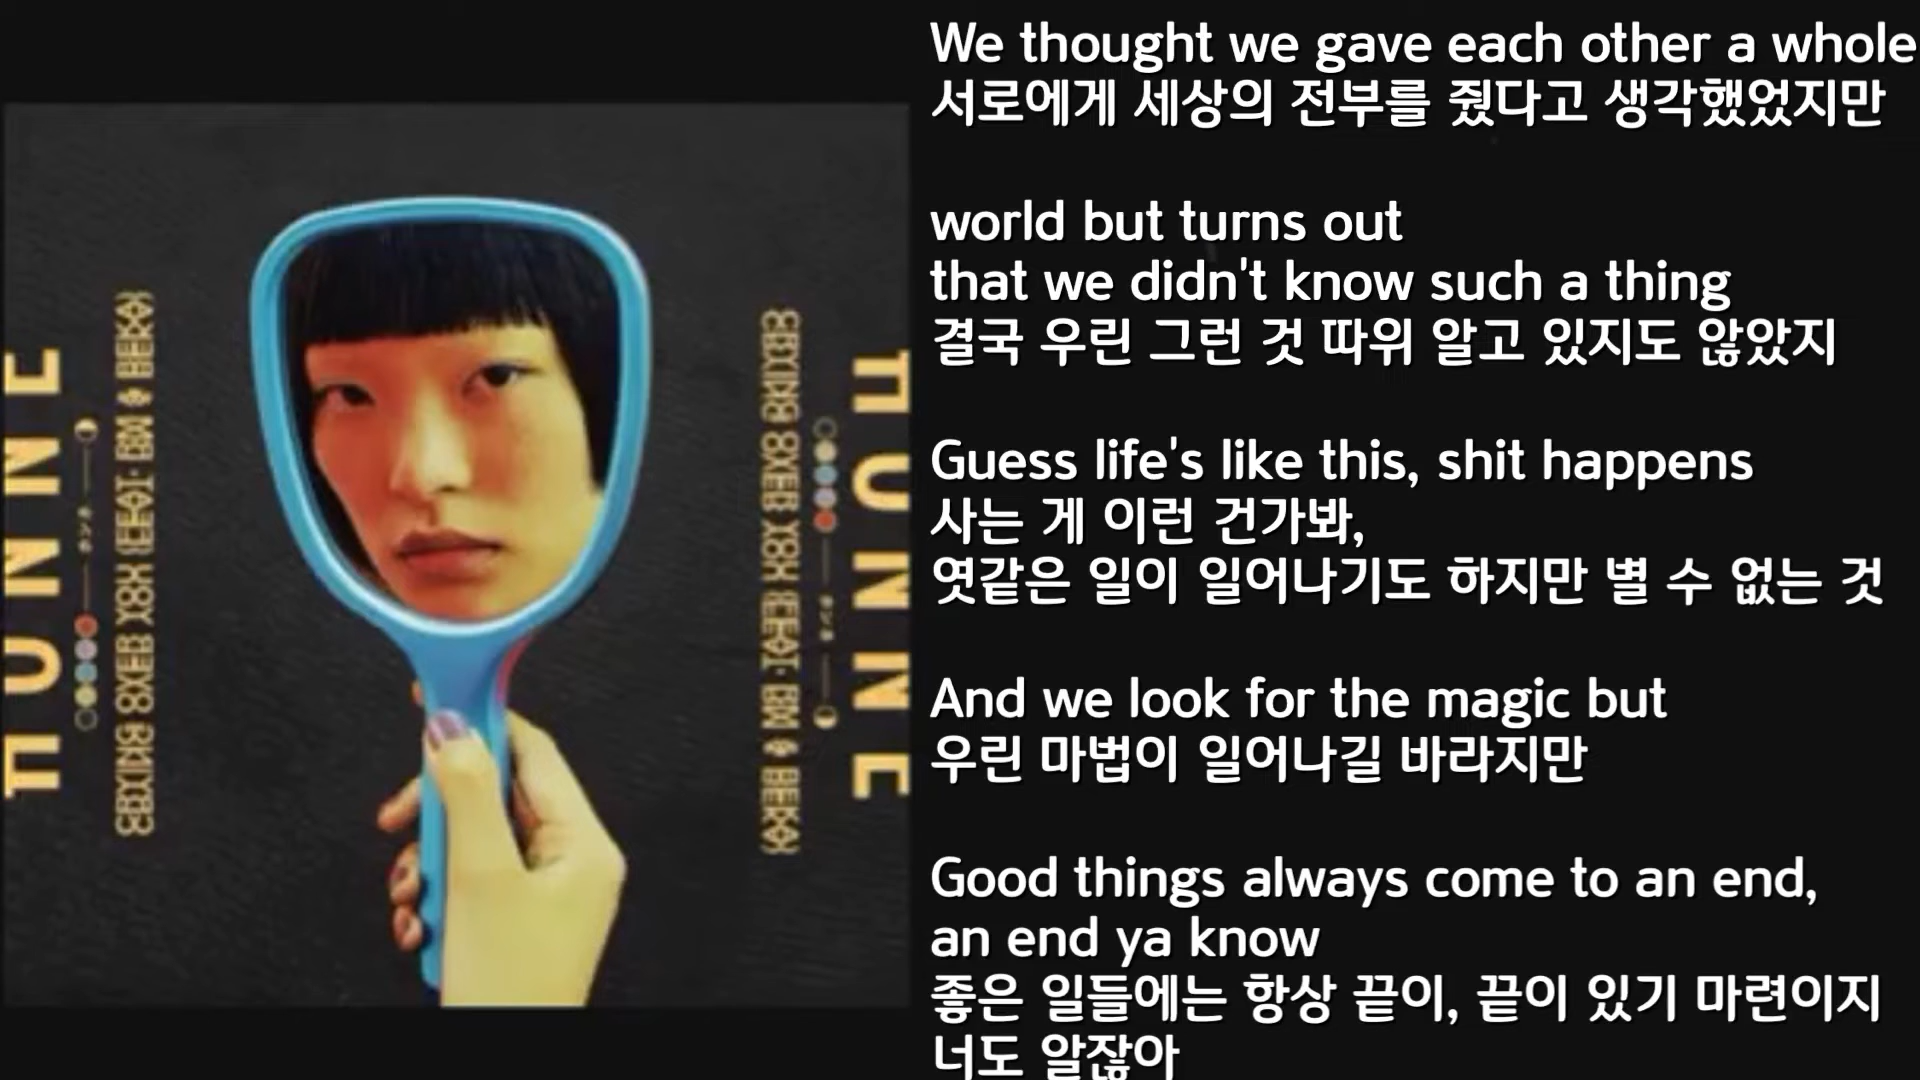 HONNE
We thought we gave each other a whole
서로에게 세상의 전부를 줬다고 생각했었지만
world but turns out
that we didn't know such a thing
결국 우린 그런 것 따위 알고 있지도 않았지
Guess life's like this, shit happens
사는 게 이런 건가봐,
엿같은 일이 일어나기도 하지만 별 수 없는 것
And we look for the magic but
우린 마법이 일어나길 바라지만
Good things always come to an end,
an end ya know
좋은 일들에는 항상 끝이, 끝이 있기 마련이지
너도 알잖아